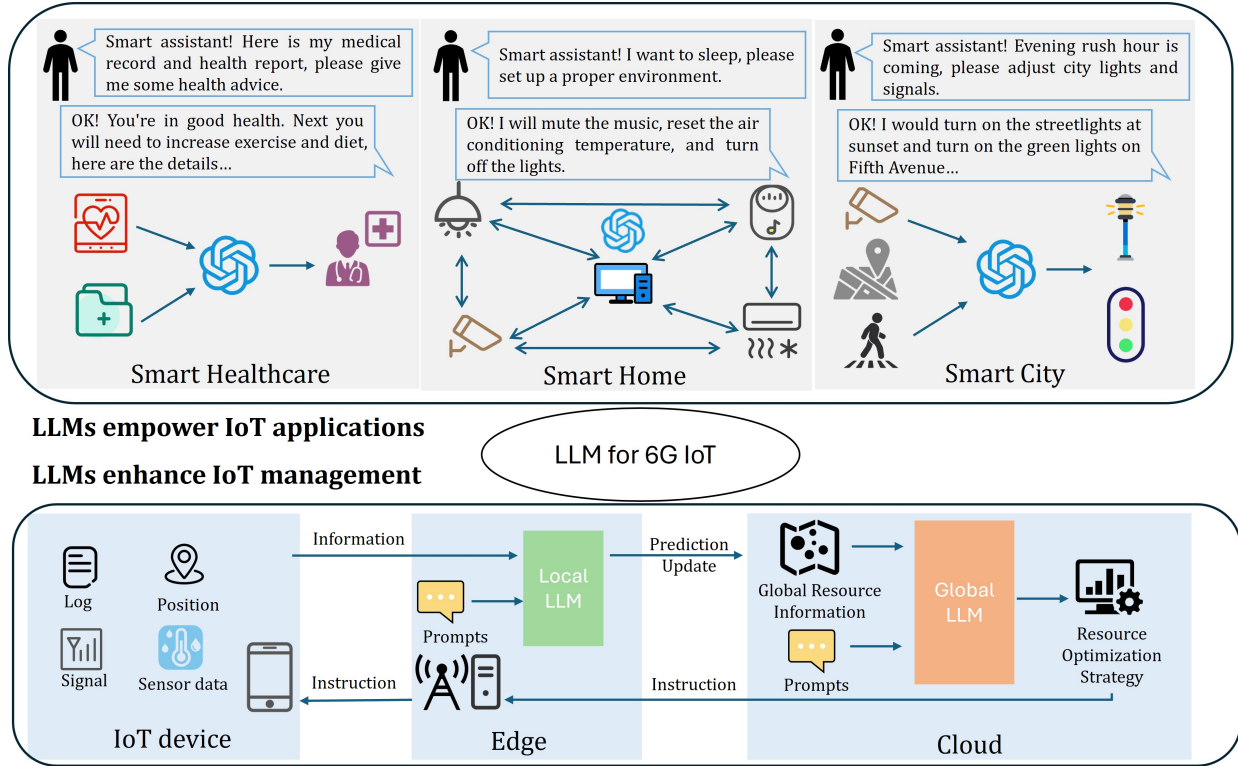 Smart assistant! Here is my medical
record and health report, please give
me some health advice.
OK! You're in good health. Next you
will need to increase exercise and diet,
here are the details…
Smart Healthcare
Smart assistant! I want to sleep, please
set up a proper environment.
OK! I will mute the music, reset the air
conditioning temperature, and turn
off the lights.
Smart Home
Smart assistant! Evening rush hour is
coming, please adjust city lights and
signals.
OK! I would turn on the streetlights at
sunset and turn on the green lights on
Fifth Avenue…
Smart City
LLMs empower IoT applications
LLMs enhance IoT management
LLM for 6G IoT
Log
Position
Signal
Sensor data
IoT device
Information
Instruction
Prompts
Local
LLM
Edge
Prediction
Update
Instruction
Global Resource
Information
Prompts
Global
LLM
Resource
Optimization
Strategy
Cloud